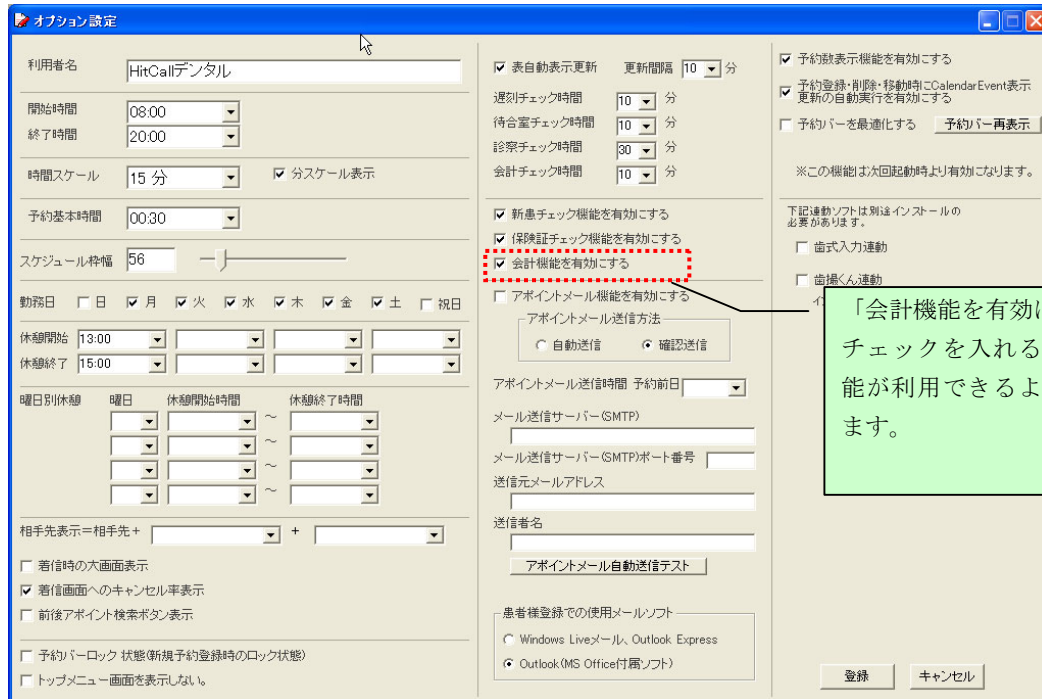 オプション設定
利用者名 HitCallデンタル
開始時間 08:00
終了時間 20:00
時間スケール 15 分 分スケール表示
予約基本時間 00:30
スケジュール枠幅 56
勤務日 日 月 火 水 木 金 土 祝日
休憩開始 13:00
休憩終了 15:00
曜日別休憩 曜日 休憩開始時間 休憩終了時間
～
～
～
～
相手先表示＝相手先＋ ＋
着信時の大画面表示
着信画面へのキャンセル率表示
前後アポイント検索ボタン表示
予約バーロック 状態(新規予約登録時のロック状態)
トップメニュー画面を表示しない。
表自動表示更新 更新間隔 10 分
遅刻チェック時間 10 分
待合室チェック時間 10 分
診察チェック時間 30 分
会計チェック時間 10 分
新患チェック機能を有効にする
保険証チェック機能を有効にする
会計機能を有効にする
アポイントメール機能を有効にする
アポイントメール送信方法
自動送信 確認送信
アポイントメール送信時間 予約前日
メール送信サーバー(SMTP)
メール送信サーバー(SMTP)ポート番号
送信元メールアドレス
送信者名
アポイントメール自動送信テスト
患者様登録での使用メールソフト
Windows Liveメール、Outlook Express
Outlook(MS Office付属ソフト)
予約数表示機能を有効にする
予約登録・削除・移動時にCalendarEvent表示
更新の自動実行を有効にする
予約バーを最適化する 予約バー再表示
※この機能は次回起動時より有効になります。
下記連動ソフトは別途インストールの
必要があります。
歯式入力連動
歯撮くん連動
「会計機能を有効に
チェックを入れる
能が利用できるよ
ます。
登録 キャンセル